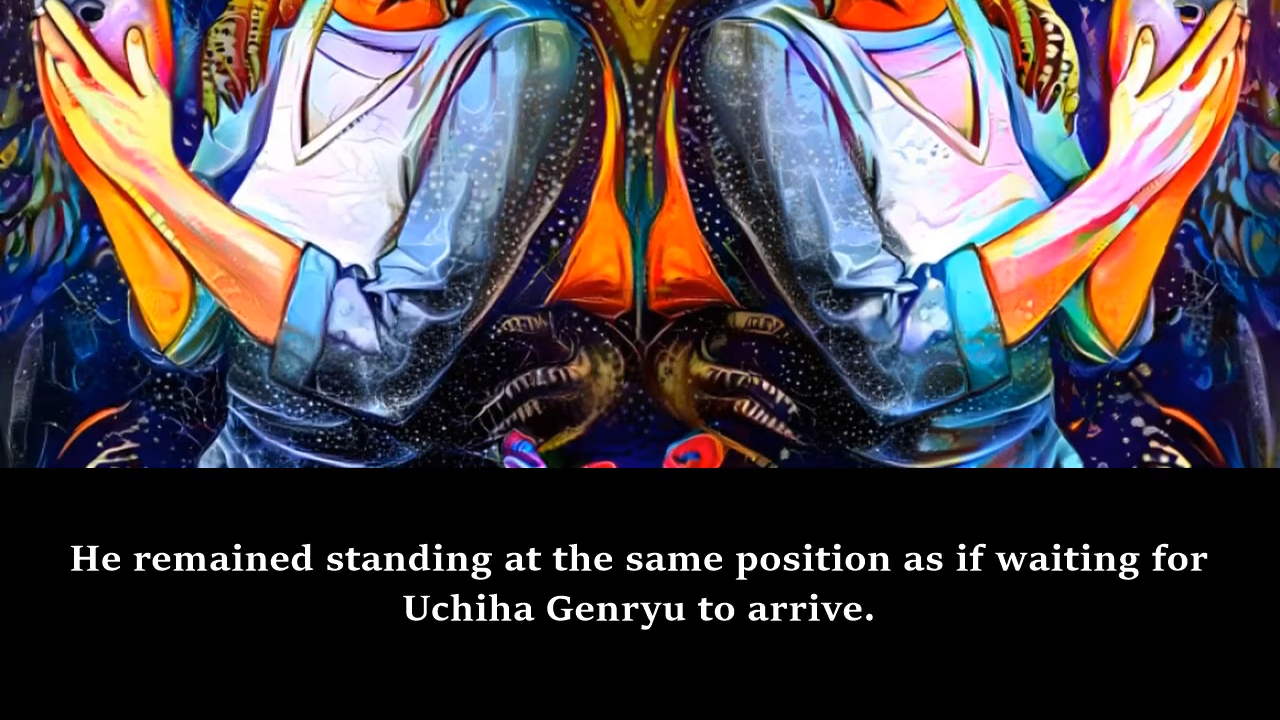 He remained standing at the same position as if waiting for
Uchiha Genryu to arrive.